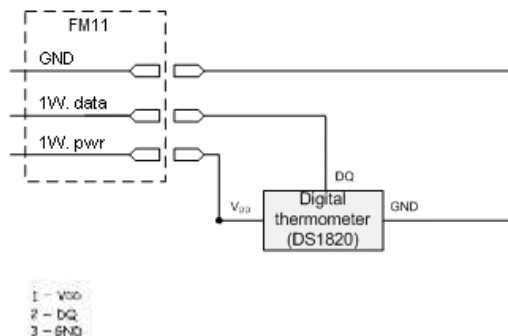 FM11
GND
1W. data
1W. pwr
DQ
VDD
Digital
thermometer
(DS1820)
GND
1 - VDD
2 - DQ
3 - GND